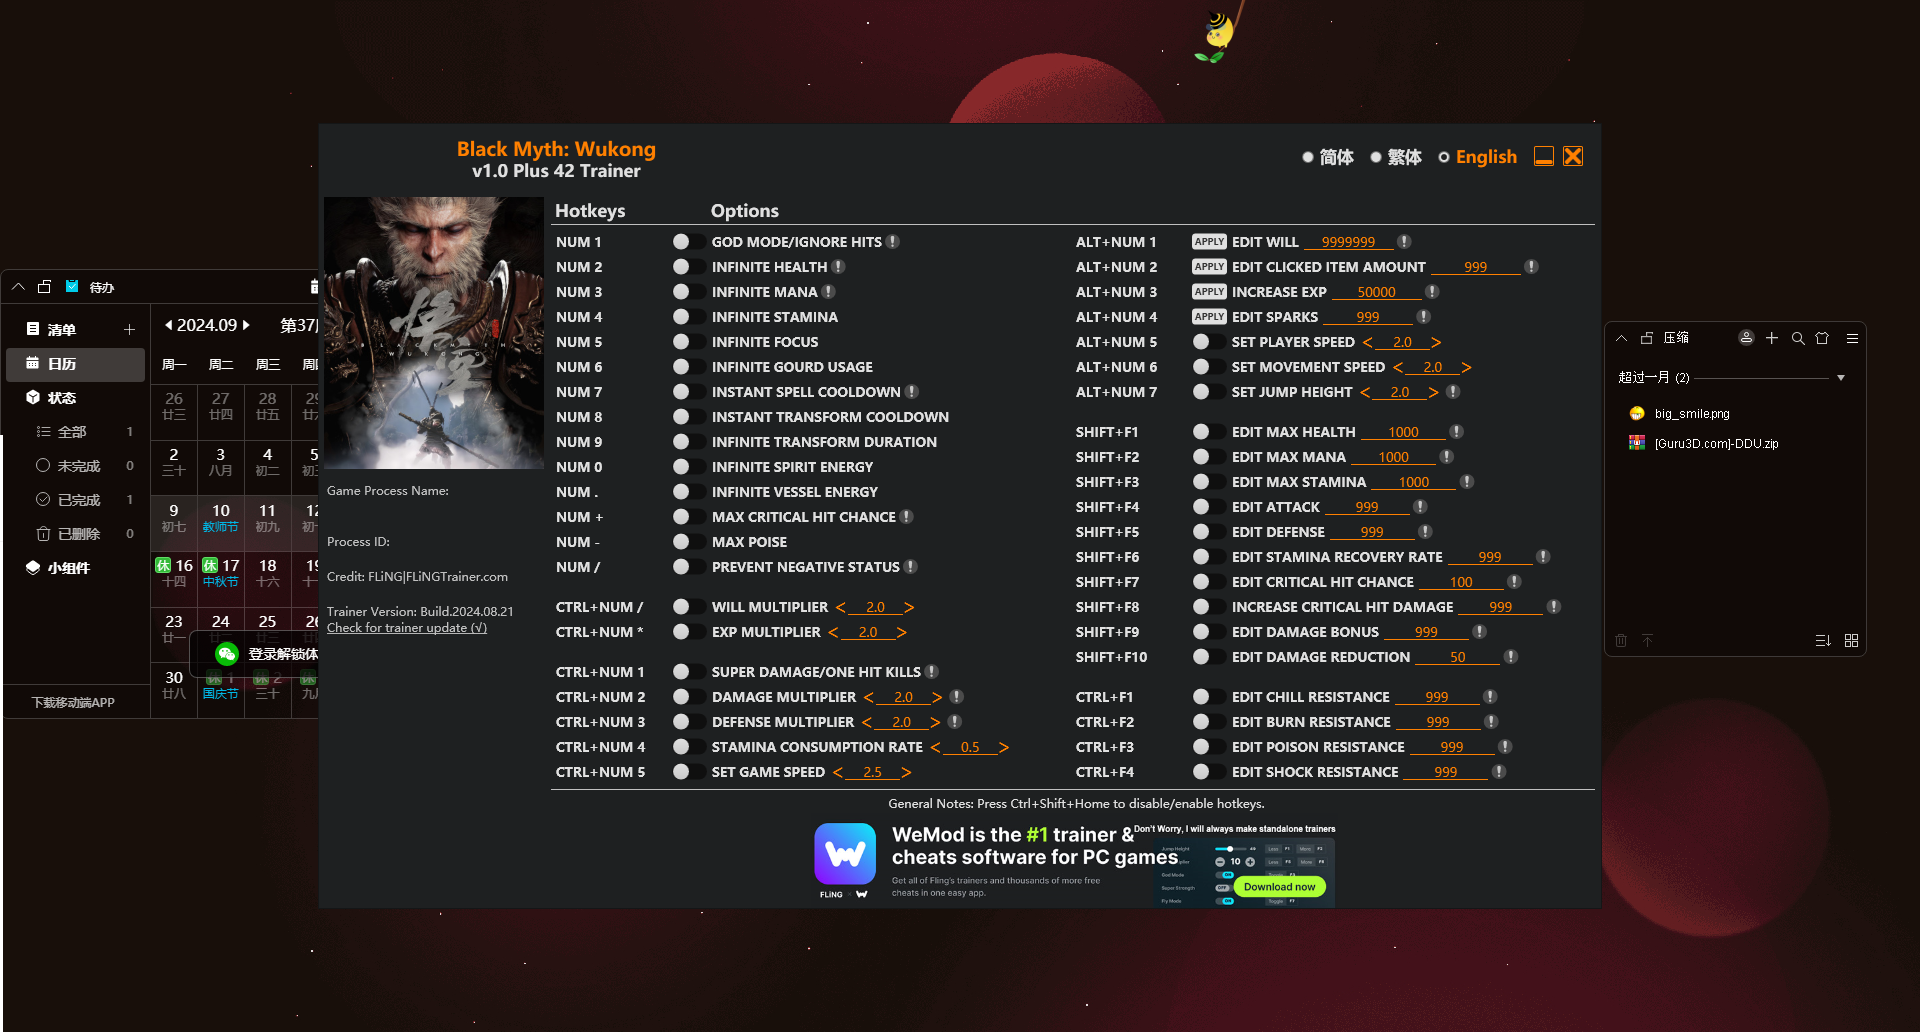 Black Myth: Wukong
v1.0 Plus 42 Trainer
简体
繁体
English
Hotkeys
Options
NUM 1 GOD MODE/IGNORE HITS
NUM 2 INFINITE HEALTH
NUM 3 INFINITE MANA
NUM 4 INFINITE STAMINA
NUM 5 INFINITE FOCUS
NUM 6 INFINITE GOURD USAGE
NUM 7 INSTANT SPELL COOLDOWN
NUM 8 INSTANT TRANSFORM COOLDOWN
NUM 9 INFINITE TRANSFORM DURATION
NUM 0 INFINITE SPIRIT ENERGY
NUM . INFINITE VESSEL ENERGY
NUM + MAX CRITICAL HIT CHANCE
NUM - MAX POISE
NUM / PREVENT NEGATIVE STATUS
CTRL+NUM / WILL MULTIPLIER < 2.0 >
CTRL+NUM * EXP MULTIPLIER < 2.0 >
CTRL+NUM 1 SUPER DAMAGE/ONE HIT KILLS
CTRL+NUM 2 DAMAGE MULTIPLIER < 2.0 >
CTRL+NUM 3 DEFENSE MULTIPLIER < 2.0 >
CTRL+NUM 4 STAMINA CONSUMPTION RATE < 0.5 >
CTRL+NUM 5 SET GAME SPEED < 2.5 >
ALT+NUM 1 APPLY EDIT WILL 9999999
ALT+NUM 2 APPLY EDIT CLICKED ITEM AMOUNT 999
ALT+NUM 3 APPLY INCREASE EXP 50000
ALT+NUM 4 APPLY EDIT SPARKS 999
ALT+NUM 5 SET PLAYER SPEED < 2.0 >
ALT+NUM 6 SET MOVEMENT SPEED < 2.0 >
ALT+NUM 7 SET JUMP HEIGHT < 2.0 >
SHIFT+F1 EDIT MAX HEALTH 1000
SHIFT+F2 EDIT MAX MANA 1000
SHIFT+F3 EDIT MAX STAMINA 1000
SHIFT+F4 EDIT ATTACK 999
SHIFT+F5 EDIT DEFENSE 999
SHIFT+F6 EDIT STAMINA RECOVERY RATE 999
SHIFT+F7 EDIT CRITICAL HIT CHANCE 100
SHIFT+F8 INCREASE CRITICAL HIT DAMAGE 999
SHIFT+F9 EDIT DAMAGE BONUS 999
SHIFT+F10 EDIT DAMAGE REDUCTION 50
CTRL+F1 EDIT CHILL RESISTANCE 999
CTRL+F2 EDIT BURN RESISTANCE 999
CTRL+F3 EDIT POISON RESISTANCE 999
CTRL+F4 EDIT SHOCK RESISTANCE 999
悟空
WUKONG
Game Process Name:
Process ID:
Credit: FLiNG|FLiNGTrainer.com
Trainer Version: Build.2024.08.21
Check for trainer update (√)
General Notes: Press Ctrl+Shift+Home to disable/enable hotkeys.
FLiNG
WeMod is the #1 trainer &
cheats software for PC games
Get all of Fling's trainers and thousands of more free
cheats in one easy app.
Don't Worry, I will always make standalone trainers
Jump Height
God Mode
Super Strength
Fly Mode
10
Download now
待办
清单
日历
状态
全部 1
未完成 0
已完成 1
已删除 0
小组件
下载移动端APP
2024.09
第37
周一 周二 周三
26 27 28 29
廿三 廿四 廿五
2 3 4 5
三十 八月 初二
9 10 11 12
初七 教师节 初九
休 16 休 17 18
十四 中秋节 十六
23 24 25 26
廿一
登录解锁体
30 休 1 休 2 休
廿八 国庆节 三十
压缩
超过一月 (2)
big_smile.png
[Guru3D.com]-DDU.zip